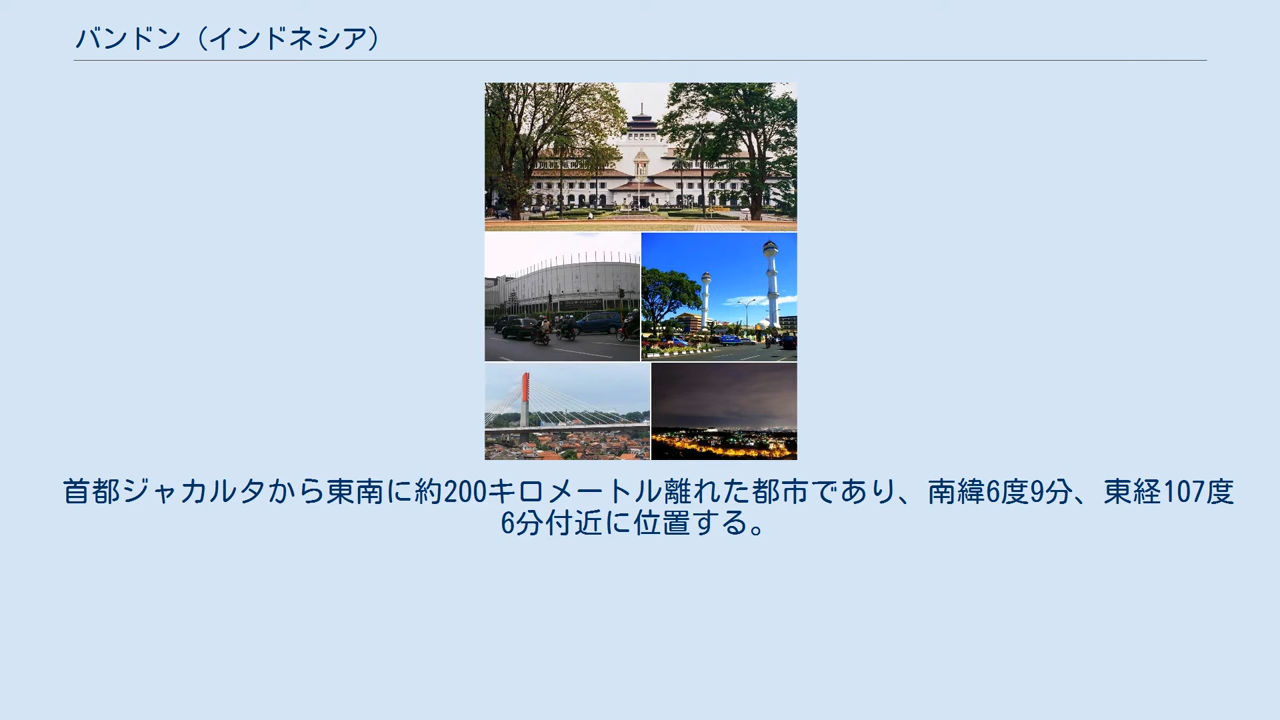 バンドン（インドネシア）
首都ジャカルタから東南に約200キロメートル離れた都市であり、南緯6度9分、東経107度
6分付近に位置する。